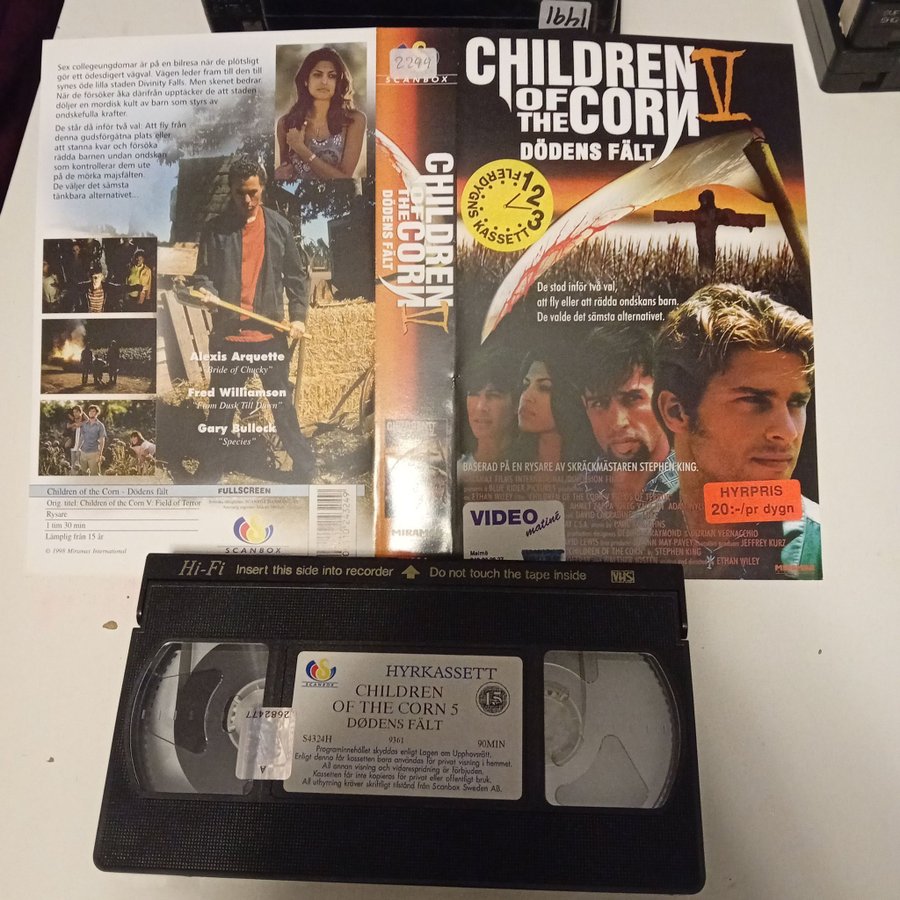 1441
Sex collegeungdomar är på en bilresa när de plötsligt
gör ett ödesdigert vägval. Vägen leder fram till den till
synes öde lilla staden Divinity Falls. Men skenet bedrar.
När de försöker åka därifrån upptäcker de att staden
döljer en mordisk kult av barn som styrs av
ondskefulla krafter.
De står då inför två val: Att fly från
denna gudsförgätna plats eller
att stanna kvar och försöka
rädda barnen undan ondskan
som kontrollerar dem ute
på de mörka majsfälten.
De väljer det sämsta
tänkbara alternativet...
Alexis Arquette
"Bride of Chucky"
Fred Williamson
"From Dusk Till Dawn"
Gary Bullock
"Species"
Children of the Corn - Dödens fält
Orig. titel: Children of the Corn V: Field of Terror
Rysare
1 tim 30 min
Lämplig från 15 år
© 1998 Miramax International
FULLSCREEN
SCANBOX
2299
SCANBOX
CHILDREN
OF THE CORN V
DÖDENS FÄLT
CHILDREN
OF THE CORN V
DÖDENS FÄLT
FLERDYGNS
KASSETT
1 2 3
De stod inför två val,
att fly eller att rädda ondskans barn.
De valde det sämsta alternativet.
BASERAD PÅ EN RYSARE AV SKRÄCKMÄSTAREN STEPHEN KING.
HYRPRIS
20:-/pr dygn
VIDEO
matiné
Malmö
JEFFREY KURZ
STEPHEN KING
ETHAN WILEY
MIRAMAX
Hi-Fi Insert this side into recorder Do not touch the tape inside VHS
SCANBOX
HYRKASSETT
CHILDREN
OF THE CORN 5
DØDENS FÄLT
15
S4324H 9361 90MIN
Programinnehållet skyddas enligt Lagen om Upphovsrätt.
Enligt denna får kassetten bara användas för privat visning i hemmet.
All annan visning och vidarespridning är förbjuden.
Kassetten får inte kopieras för privat eller offentligt bruk.
All uthyrning kräver skriftligt tillstånd från Scanbox Sweden AB.
2682477
A